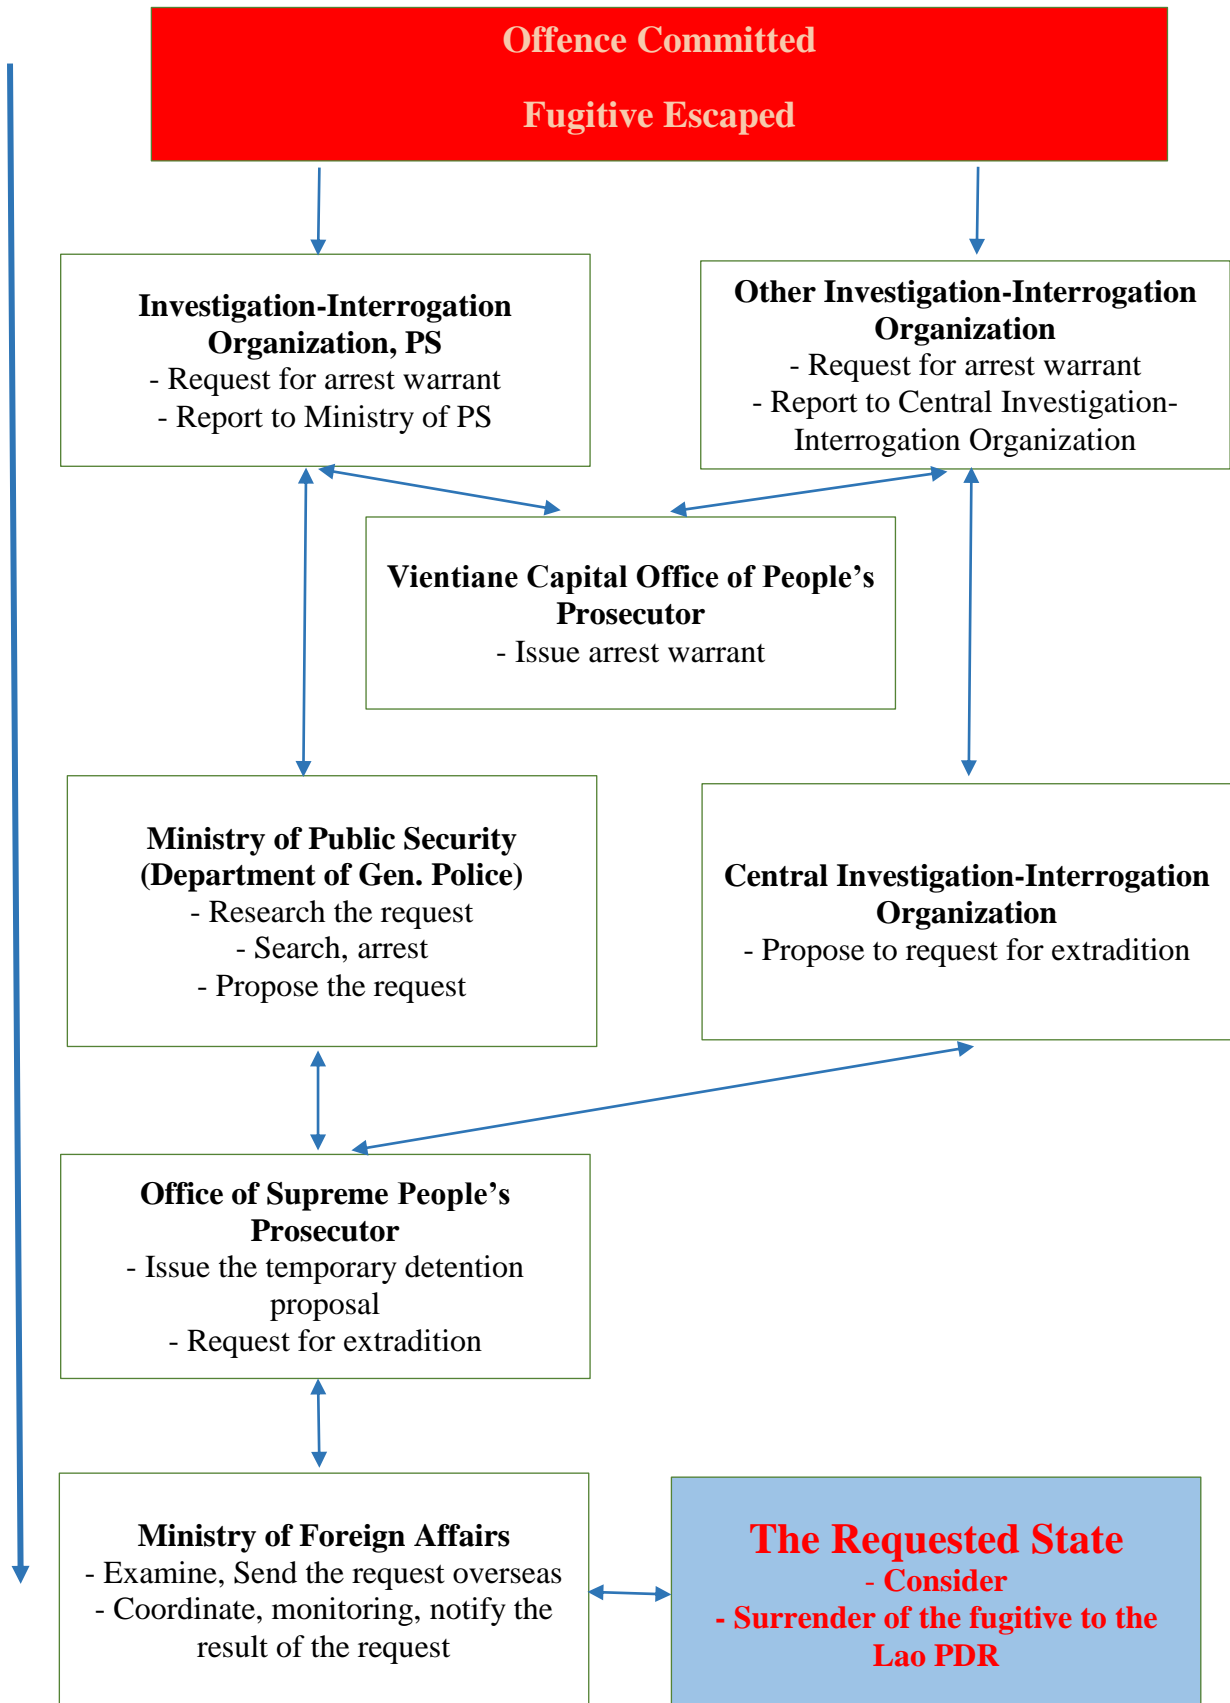 Offence Committed
Fugitive Escaped
Investigation-Interrogation
Organization, PS
- Request for arrest warrant
- Report to Ministry of PS
Other Investigation-Interrogation
Organization
- Request for arrest warrant
- Report to Central Investigation-
Interrogation Organization
Vientiane Capital Office of People’s
Prosecutor
- Issue arrest warrant
Ministry of Public Security
(Department of Gen. Police)
- Research the request
- Search, arrest
- Propose the request
Central Investigation-Interrogation
Organization
- Propose to request for extradition
Office of Supreme People’s
Prosecutor
- Issue the temporary detention
proposal
- Request for extradition
Ministry of Foreign Affairs
- Examine, Send the request overseas
- Coordinate, monitoring, notify the
result of the request
The Requested State
- Consider
- Surrender of the fugitive to the
Lao PDR